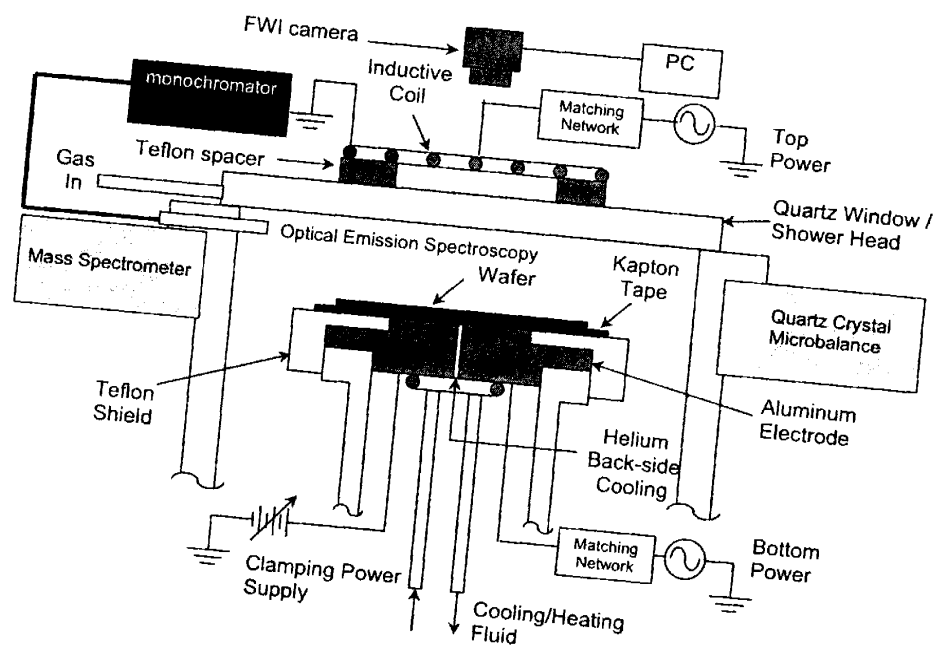 FWI camera
PC
Inductive
Coil
monochromator
Matching
Network
Top
Power
Teflon spacer
Gas
In
Quartz Window /
Shower Head
Optical Emission Spectroscopy
Mass Spectrometer
Wafer
Kapton
Tape
Quartz Crystal
Microbalance
Teflon
Shield
Aluminum
Electrode
Helium
Back-side
Cooling
Clamping Power
Supply
Matching
Network
Bottom
Power
Cooling/Heating
Fluid